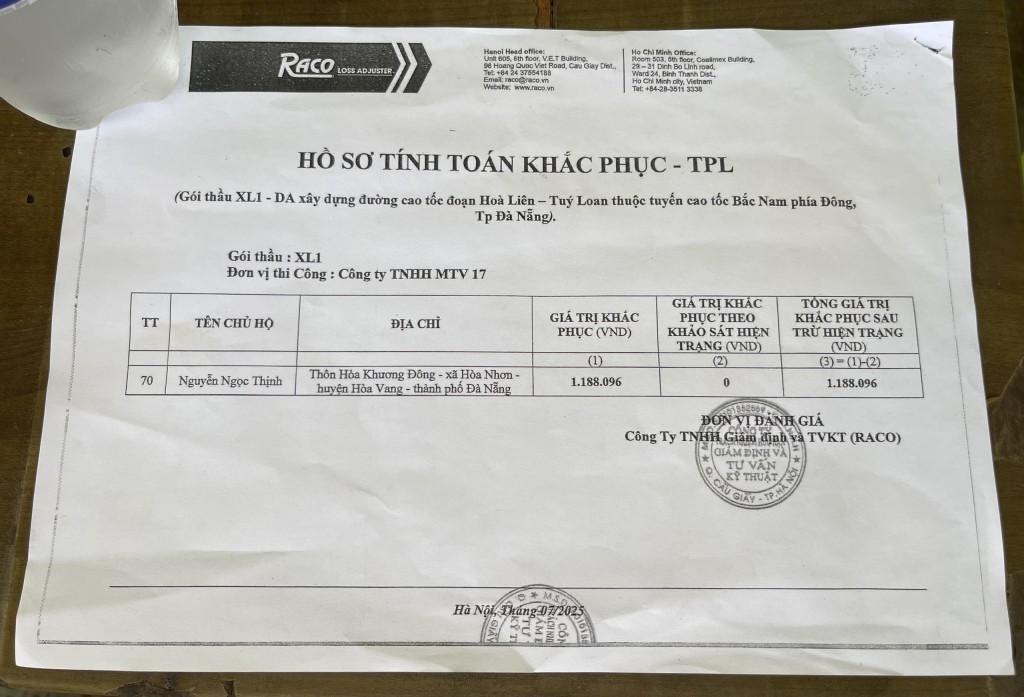 RACO LOSS ADJUSTER
Hanoi Head office:
Unit 605, 6th floor, V.E.T Building,
98 Hoang Quoc Viet Road, Cau Giay Dist.,
Tel: +84 24 37554188
Email: raco@raco.vn
Website: www.raco.vn
Ho Chi Minh Office:
Room 503, 5th floor, Coalimex Building,
29 – 31 Dinh Bo Linh road,
Ward 24, Binh Thanh Dist.,
Ho Chi Minh city, Vietnam
Tel: +84-28-3511 3338
HỒ SƠ TÍNH TOÁN KHẮC PHỤC - TPL
(Gói thầu XL1 - DA xây dựng đường cao tốc đoạn Hoà Liên – Tuý Loan thuộc tuyến cao tốc Bắc Nam phía Đông,
Tp Đà Nẵng).
Gói thầu : XL1
Đơn vị thi Công : Công ty TNHH MTV 17
TT
TÊN CHỦ HỘ
ĐỊA CHỈ
GIÁ TRỊ KHẮC
PHỤC (VND)
GIÁ TRỊ KHẮC
PHỤC THEO
KHẢO SÁT HIỆN
TRẠNG (VND)
TỔNG GIÁ TRỊ
KHẮC PHỤC SAU
TRỪ HIỆN TRẠNG
(VND)
(1)
(2)
(3) = (1)-(2)
70
Nguyễn Ngọc Thịnh
Thôn Hòa Khương Đông - xã Hòa Nhơn -
huyện Hòa Vang - thành phố Đà Nẵng
1.188.096
0
1.188.096
ĐƠN VỊ ĐÁNH GIÁ
Công Ty TNHH Giám định và TVKT (RACO)
CÔNG TY
GIÁM ĐỊNH VÀ
TƯ VẤN
KỸ THUẬT
Q. CẦU GIẤY - TP. HÀ NỘI
Hà Nội, Tháng 07/2025